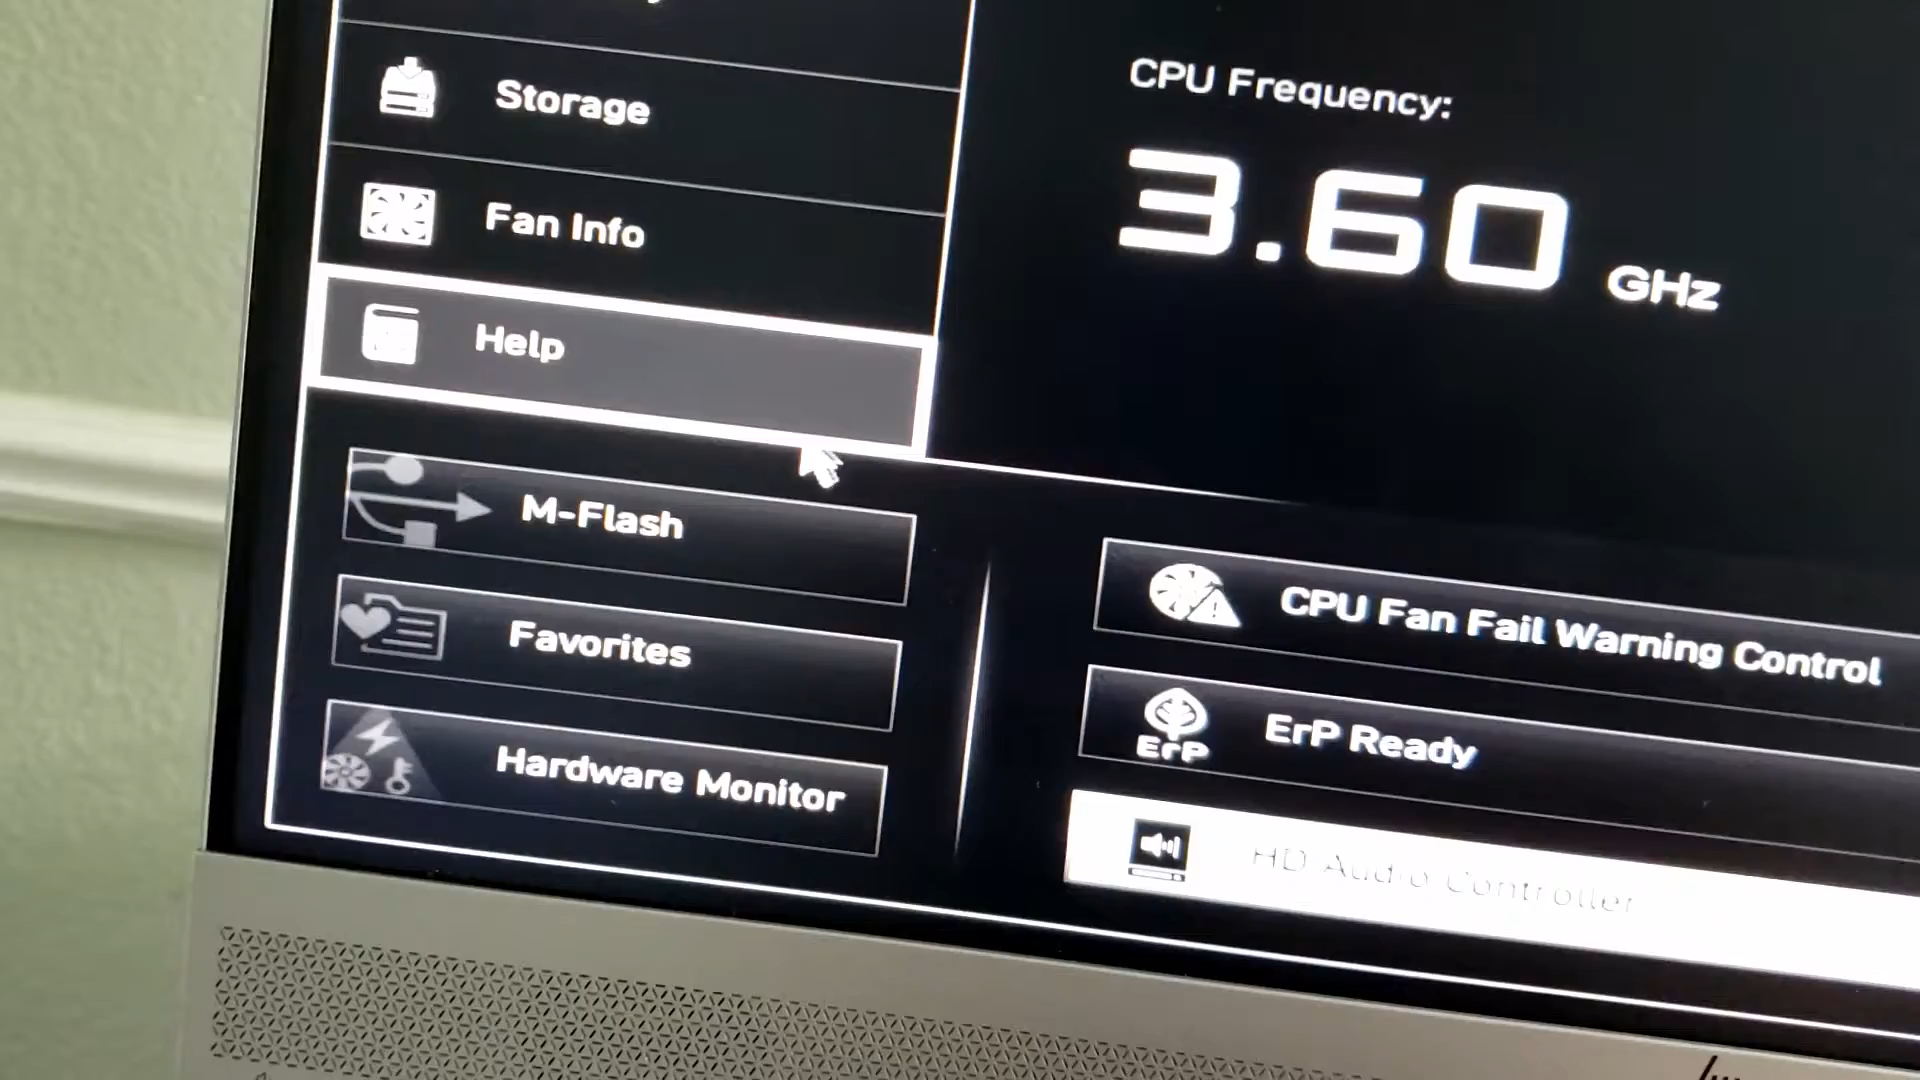 Storage
Fan Info
Help
M-Flash
Favorites
Hardware Monitor
CPU Frequency:
3.60 GHz
CPU Fan Fail Warning Control
ErP
ErP Ready
HD Audio Controller